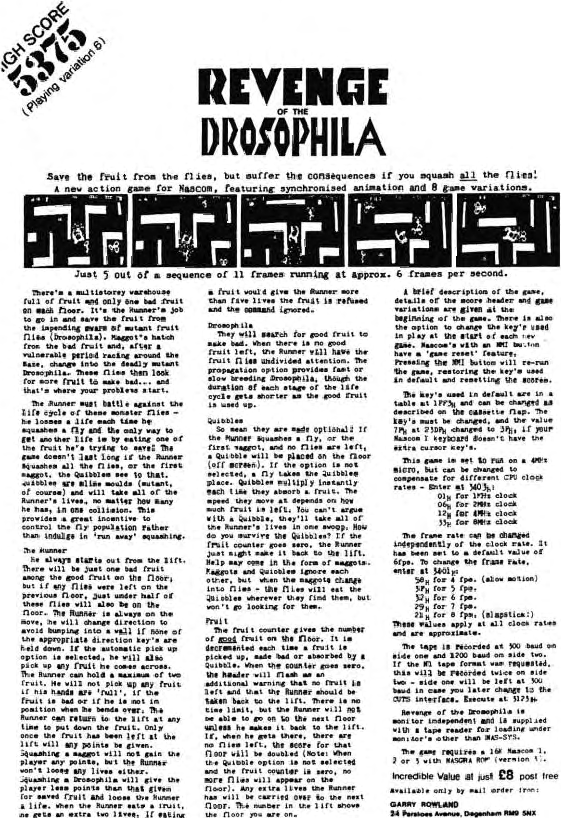 HIGH SCORE
5375
(Playing variation 6)
REVENGE
OF THE
DROSOPHILA
Save the fruit from the flies, but suffer the consequences if you squash all the flies!
A new action game for Nascom, featuring synchronised animation and 8 game variations.
Just 5 out of a sequence of 11 frames running at approx. 6 frames per second.
There's a multistorey warehouse
full of fruit and only one bad fruit
on each floor. It's the Runner's job
to go in and save the fruit from
the impending swarm of mutant fruit
flies (Drosophila). Maggot's hatch
from the bad fruit and, after a
vulnerable period racing around the
maze, change into the deadly mutant
Drosophila. These flies then look
for more fruit to make bad... and
that's where your problems start.
The Runner must battle against the
life cycle of these monster flies -
he losses a life each time he
squashes a fly and the only way to
get another life is by eating one of
the fruit he's trying to save! The
game doesn't last long if the Runner
squashes all the flies, or the first
maggot, the Quibbles see to that.
Quibbles are slime moulds (mutant,
of course) and will take all of the
Runner's lives, no matter how many
he has, in one collision. This
provides a great incentive to
control the fly population rather
than indulge in 'run away' squashing.
The Runner
He always starts out from the lift.
There will be just one bad fruit
among the good fruit on the floor;
but if any flies were left on the
previous floor, just under half of
these flies will also be on the
floor. The Runner is always on the
move, he will change direction to
avoid bumping into a wall if none of
the appropriate direction key's are
held down. If the automatic pick up
option is selected, he will also
pick up any fruit he comes across.
The Runner can hold a maximum of two
fruit. He will not pick up any fruit
if his hands are 'full', if the
fruit is bad or if he is not in
position when he bends over. The
Runner can return to the lift at any
time to put down the fruit. Only
once the fruit has been left at the
lift will any points be given.
Squashing a maggot will not gain the
player any points, but the Runner
won't loose any lives either.
Squashing a Drosophila will give the
player less points than that given
for saved fruit and loose the Runner
a life. When the Runner eats a fruit,
he gets an extra two lives. If eating
a fruit would give the Runner more
than five lives the fruit is refused
and the command ignored.
Drosophila
They will search for good fruit to
make bad. When there is no good
fruit left, the Runner will have the
fruit flies undivided attention. The
propagation option provides fast or
slow breeding Drosophila, though the
duration of each stage of the life
cycle gets shorter as the good fruit
is used up.
Quibbles
So mean they are made optional! If
the Runner squashes a fly, or the
first maggot, and no flies are left,
a Quibble will be placed on the floor
(off screen). If the option is not
selected, a fly takes the Quibbles
place. Quibbles multiply instantly
each time they absorb a fruit. The
speed they move at depends on how
much fruit is left. You can't argue
with a Quibble, they'll take all of
the Runner's lives in one swoop. How
do you survive the Quibbles? If the
fruit counter goes zero, the Runner
just might make it back to the lift.
Help may come in the form of maggots.
Maggots and Quibbles ignore each
other, but when the maggots change
into flies - the flies will eat the
Quibbles wherever they find them, but
won't go looking for them.
Fruit
The fruit counter gives the number
of good fruit on the floor. It is
decremented each time a fruit is
picked up, made bad or absorbed by a
Quibble. When the counter goes zero,
the header will flash as an
additional warning that no fruit is
left and that the Runner should be
taken back to the lift. There is no
time limit, but the Runner will not
be able to go on to the next floor
unless he makes it back to the lift.
If, when he gets there, there are
no flies left, the score for that
floor will be doubled (Note: When
the Quibble option is not selected
and the fruit counter is zero, no
more flies will appear on the
floor). Any extra lives the Runner
has will be carried over to the next
floor. The number in the lift shows
the floor you are on.
A brief description of the game,
details of the score header and game
variations are given at the
beginning of the game. There is also
the option to change the key's used
in play at the start of each new
game. Nascom's with an NMI button
have a 'game reset' feature.
Pressing the NMI button will re-run
the game, restoring the key's used
in default and resetting the scores.
The key's used in default are in a
table at 1FF3H and can be changed as
described on the cassette flap. The
key's must be changed, and the value
7FH at 23DFH changed to 3FH; if your
Nascom 1 keyboard doesn't have the
extra cursor key's.
This game is set to run on a 4MHz
micro, but can be changed to
compensate for different CPU clock
rates - Enter at 3403H:
01H for 1MHz clock
06H for 2MHz clock
12H for 4MHz clock
33H for 8MHz clock
The frame rate can be changed
independently of the clock rate. It
has been set to a default value of
6fps. To change the frame rate,
enter at 3401H:
50H for 4 fps. (slow motion)
3FH for 5 fps.
32H for 6 fps.
29H for 7 fps.
21H for 8 fps. (slapstick!)
These values apply at all clock rates
and are approximate.
The tape is recorded at 300 baud on
side one and 1200 baud on side two.
If the N1 tape format was requested,
this will be recorded twice on side
two - side one will be left at 300
baud in case you later change to the
CUTS interface. Execute at 3125H.
Revenge of the Drosophila is
monitor independent and is supplied
with a tape reader for loading under
monitor's other than NAS-SYS.
The game requires a 16K Nascom 1,
2 or 3 with NASGRA ROM (version 1).
Incredible Value at just £8 post free
Available only by mail order from:
GARRY ROWLAND
24 Parsloes Avenue, Dagenham RM9 5NX